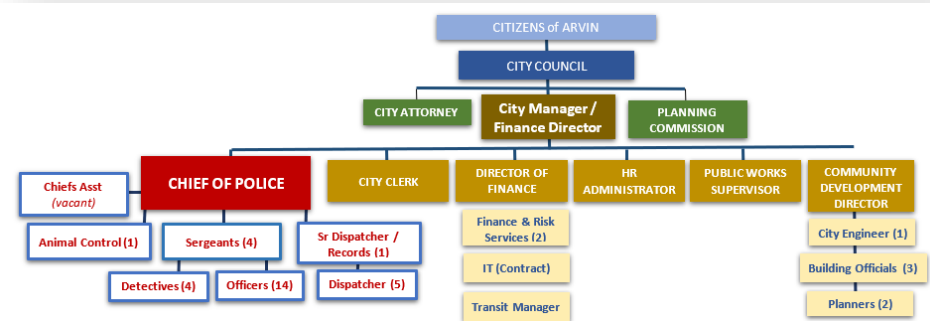 CITIZENS of ARVIN
CITY COUNCIL
CITY ATTORNEY
City Manager /
Finance Director
PLANNING
COMMISSION
Chiefs Asst
(vacant)
CHIEF OF POLICE
CITY CLERK
DIRECTOR OF
FINANCE
HR
ADMINISTRATOR
PUBLIC WORKS
SUPERVISOR
COMMUNITY
DEVELOPMENT
DIRECTOR
Animal Control (1)
Sergeants (4)
Sr Dispatcher /
Records (1)
Detectives (4)
Officers (14)
Dispatcher (5)
Finance & Risk
Services (2)
IT (Contract)
Transit Manager
City Engineer (1)
Building Officials (3)
Planners (2)